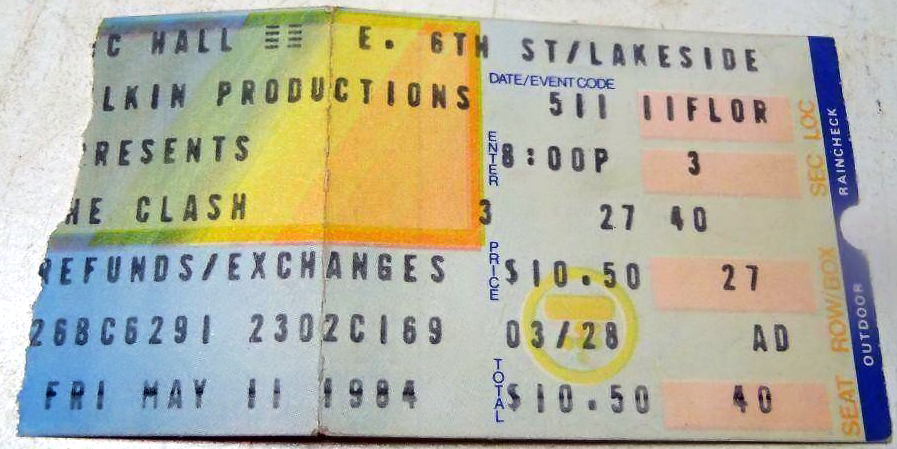 C HALL E. 6TH ST/LAKESIDE
LKIN PRODUCTIONS
DATE/EVENT CODE
511 IIFLOR
RESENTS
ENTER
8:00P 3
HE CLASH
3 27 40
REFUNDS/EXCHANGES
PRICE
$10.50 27
268C6291 2302C169
03/28 AD
FRI MAY 11 1984
TOTAL
$10.50 40
SEC LOC
ROW/BOX
SEAT
RAINCHECK
OUTDOOR